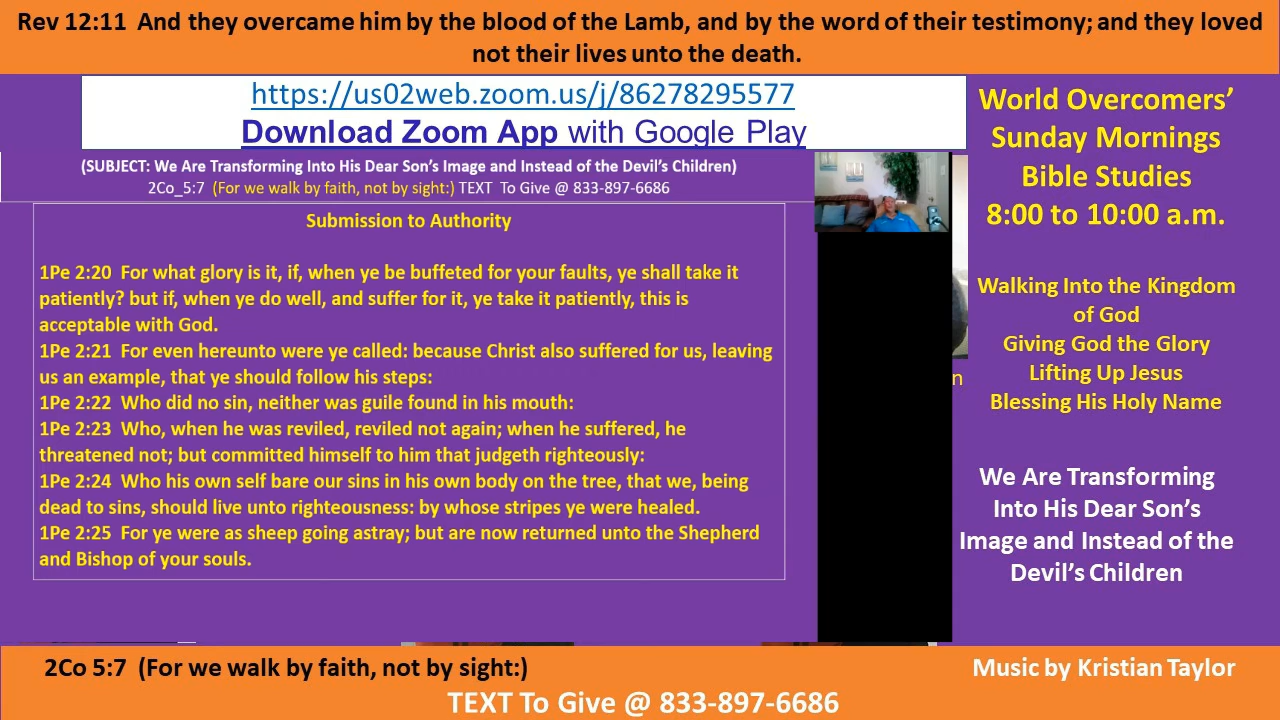 Rev 12:11  And they overcame him by the blood of the Lamb, and by the word of their testimony; and they loved
not their lives unto the death.
https://us02web.zoom.us/j/86278295577
Download Zoom App with Google Play
(SUBJECT: We Are Transforming Into His Dear Son’s Image and Instead of the Devil’s Children)
2Co_5:7  (For we walk by faith, not by sight:) TEXT  To Give @ 833-897-6686
Submission to Authority
1Pe 2:20  For what glory is it, if, when ye be buffeted for your faults, ye shall take it
patiently? but if, when ye do well, and suffer for it, ye take it patiently, this is
acceptable with God.
1Pe 2:21  For even hereunto were ye called: because Christ also suffered for us, leaving
us an example, that ye should follow his steps:
1Pe 2:22  Who did no sin, neither was guile found in his mouth:
1Pe 2:23  Who, when he was reviled, reviled not again; when he suffered, he
threatened not; but committed himself to him that judgeth righteously:
1Pe 2:24  Who his own self bare our sins in his own body on the tree, that we, being
dead to sins, should live unto righteousness: by whose stripes ye were healed.
1Pe 2:25  For ye were as sheep going astray; but are now returned unto the Shepherd
and Bishop of your souls.
n
World Overcomers’
Sunday Mornings
Bible Studies
8:00 to 10:00 a.m.
Walking Into the Kingdom
of God
Giving God the Glory
Lifting Up Jesus
Blessing His Holy Name
We Are Transforming
Into His Dear Son’s
Image and Instead of the
Devil’s Children
2Co 5:7  (For we walk by faith, not by sight:)
Music by Kristian Taylor
TEXT To Give @ 833-897-6686